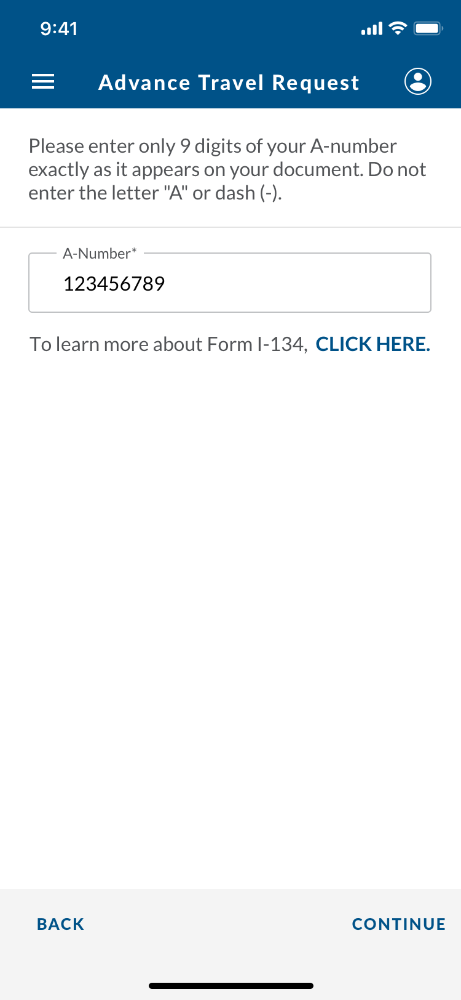 9:41
Advance Travel Request
Please enter only 9 digits of your A-number
exactly as it appears on your document. Do not
enter the letter "A" or dash (-).
A-Number*
123456789
To learn more about Form I-134, CLICK HERE.
BACK
CONTINUE